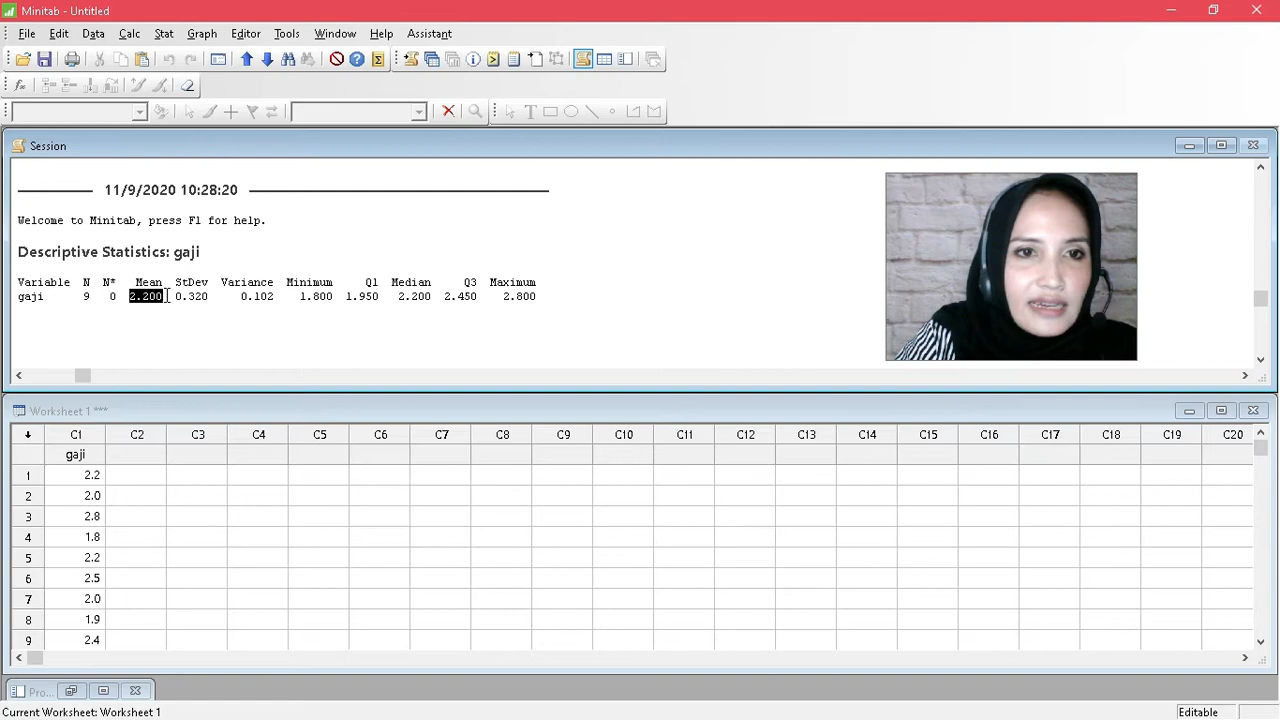 Minitab - Untitled
File Edit Data Calc Stat Graph Editor Tools Window Help Assistant
Session
11/9/2020 10:28:20
Welcome to Minitab, press F1 for help.
Descriptive Statistics: gaji
Variable N N* Mean StDev Variance Minimum Q1 Median Q3 Maximum
gaji 9 0 2.200 0.320 0.102 1.800 1.950 2.200 2.450 2.800
Worksheet 1 ***
C1 C2 C3 C4 C5 C6 C7 C8 C9 C10 C11 C12 C13 C14 C15 C16 C17 C18 C19 C20
gaji
1 2.2
2 2.0
3 2.8
4 1.8
5 2.2
6 2.5
7 2.0
8 1.9
9 2.4
Pro...
Current Worksheet: Worksheet 1 Editable